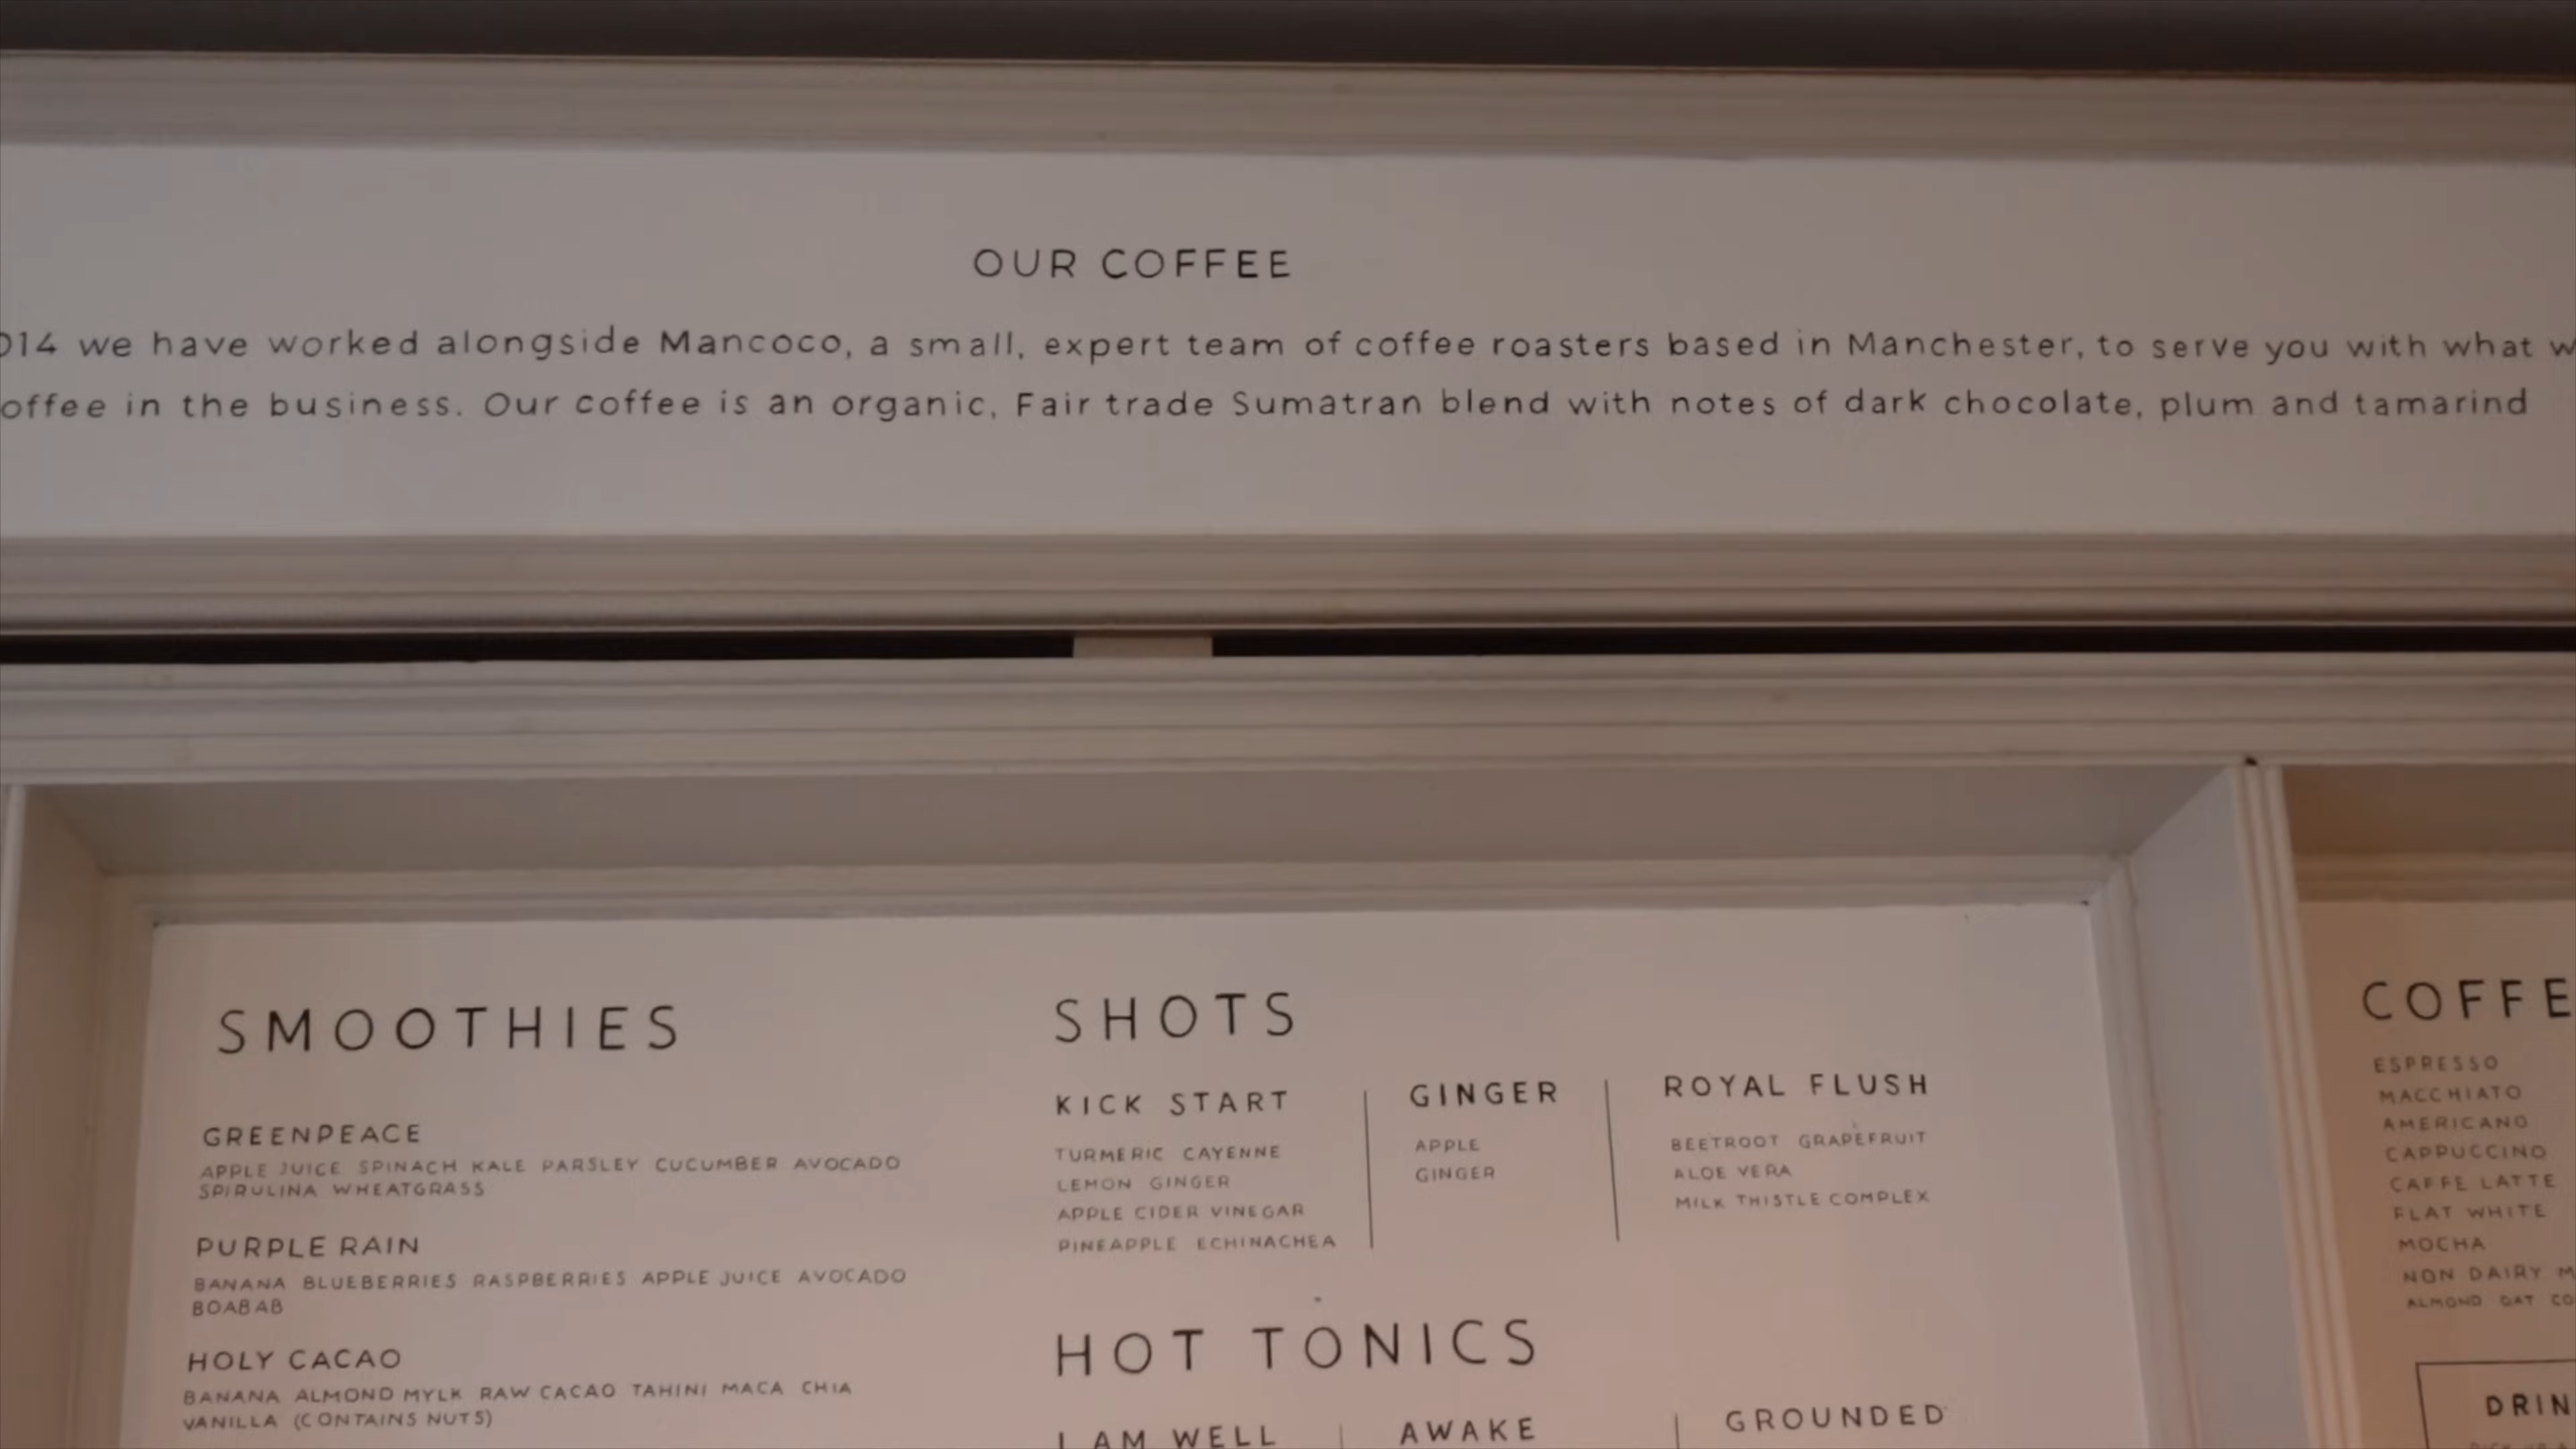 OUR COFFEE
014 we have worked alongside Mancoco, a small, expert team of coffee roasters based in Manchester, to serve you with what w
offee in the business. Our coffee is an organic, Fair trade Sumatran blend with notes of dark chocolate, plum and tamarind
SMOOTHIES
GREENPEACE
APPLE JUICE SPINACH KALE PARSLEY CUCUMBER AVOCADO
SPIRULINA WHEATGRASS
PURPLE RAIN
BANANA BLUEBERRIES RASPBERRIES APPLE JUICE AVOCADO
BOABAB
HOLY CACAO
BANANA ALMOND MYLK RAW CACAO TAHINI MACA CHIA
VANILLA (CONTAINS NUTS)
SHOTS
KICK START
TURMERIC CAYENNE
LEMON GINGER
APPLE CIDER VINEGAR
PINEAPPLE ECHINACHEA
GINGER
APPLE
GINGER
ROYAL FLUSH
BEETROOT GRAPEFRUIT
ALOE VERA
MILK THISTLE COMPLEX
HOT TONICS
I AM WELL
AWAKE
GROUNDED
COFFE
ESPRESSO
MACCHIATO
AMERICANO
CAPPUCCINO
CAFFE LATTE
FLAT WHITE
MOCHA
NON DAIRY M
ALMOND OAT CO
DRIN